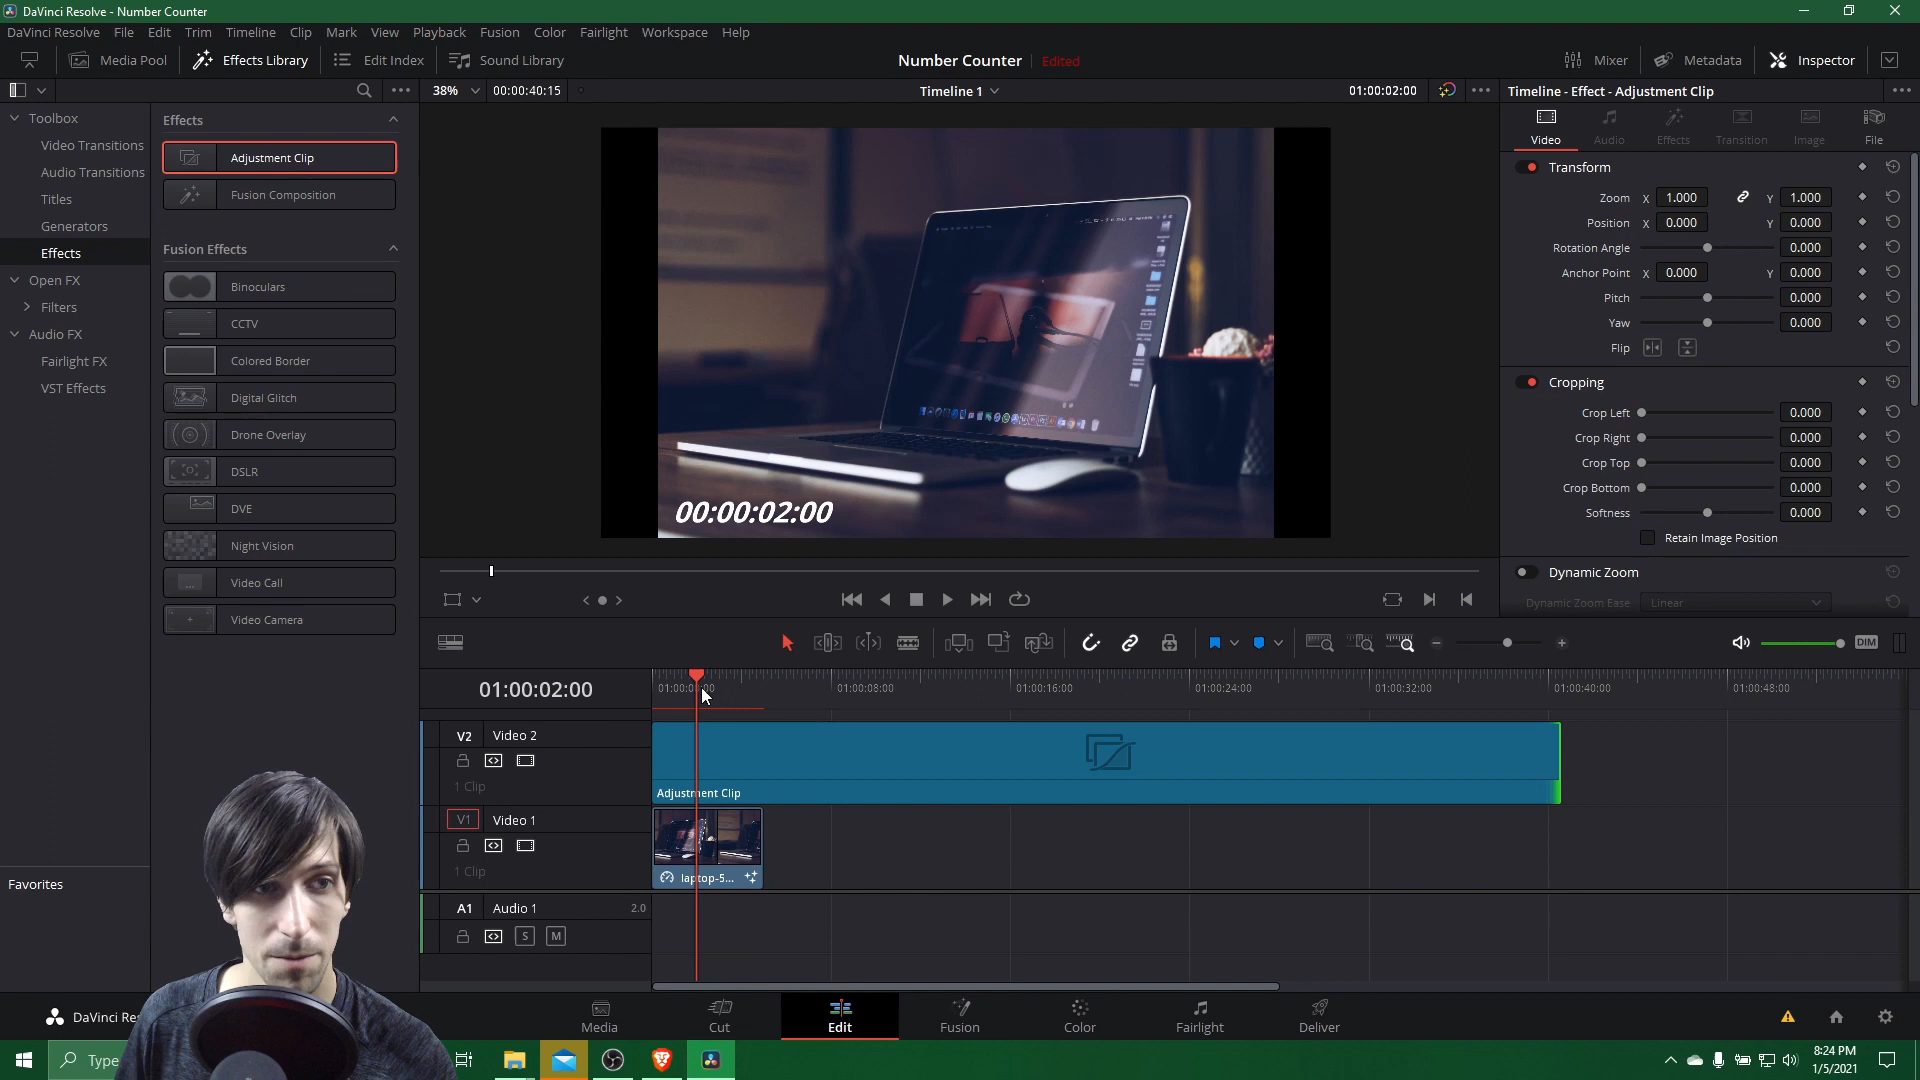 DaVinci Resolve - Number Counter
DaVinci Resolve File Edit Trim Timeline Clip Mark View Playback Fusion Color Fairlight Workspace Help
Media Pool Effects Library Edit Index Sound Library Number Counter Edited Mixer Metadata Inspector
38% 00:00:40:15 Timeline 1 01:00:02:00 Timeline - Effect - Adjustment Clip
Toolbox
Video Transitions
Audio Transitions
Titles
Generators
Effects
Open FX
Filters
Audio FX
Fairlight FX
VST Effects
Favorites
Effects
Adjustment Clip
Fusion Composition
Fusion Effects
Binoculars
CCTV
Colored Border
Digital Glitch
Drone Overlay
DSLR
DVE
Night Vision
Video Call
Video Camera
00:00:02:00
Video Audio Effects Transition Image File
Transform
Zoom X 1.000 Y 1.000
Position X 0.000 Y 0.000
Rotation Angle 0.000
Anchor Point X 0.000 Y 0.000
Pitch 0.000
Yaw 0.000
Flip
Cropping
Crop Left 0.000
Crop Right 0.000
Crop Top 0.000
Crop Bottom 0.000
Softness 0.000
Retain Image Position
Dynamic Zoom
Dynamic Zoom Ease Linear
DIM
01:00:02:00
01:00:08:00 01:00:16:00 01:00:24:00 01:00:32:00 01:00:40:00 01:00:48:00
V2 Video 2
1 Clip
Adjustment Clip
V1 Video 1
1 Clip
laptop-5...
A1 Audio 1 2.0
S M
DaVinci Re
Media Cut Edit Fusion Color Fairlight Deliver
Type
8:24 PM
1/5/2021